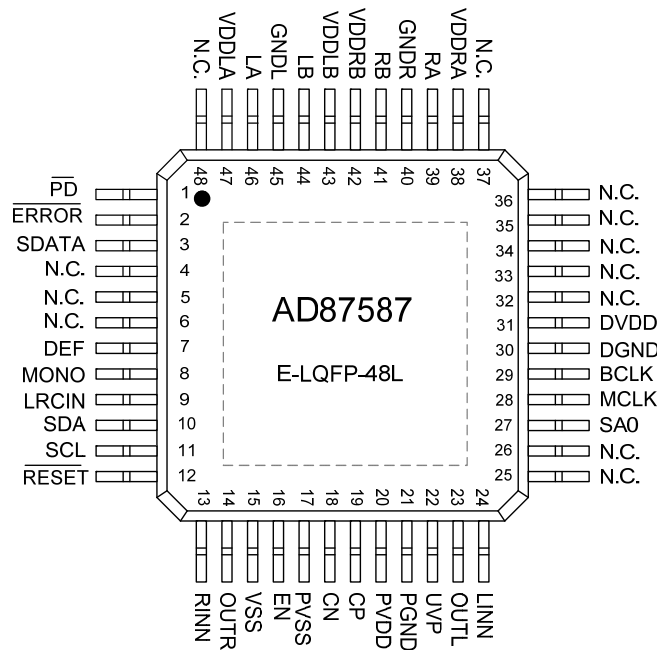 N.C. VDDLA LA GNDL LB VDDLB VDDRB RB GNDR RA VDDRA N.C.
48 47 46 45 44 43 42 41 40 39 38 37
PD 1
ERROR 2
SDATA 3
N.C. 4
N.C. 5
N.C. 6
DEF 7
MONO 8
LRCIN 9
SDA 10
SCL 11
RESET 12
AD87587
E-LQFP-48L
36 N.C.
35 N.C.
34 N.C.
33 N.C.
32 N.C.
31 DVDD
30 DGND
29 BCLK
28 MCLK
27 SA0
26 N.C.
25 N.C.
13 14 15 16 17 18 19 20 21 22 23 24
RINN OUTR VSS EN PVSS CN CP PVDD PGND UVP OUTL LINN